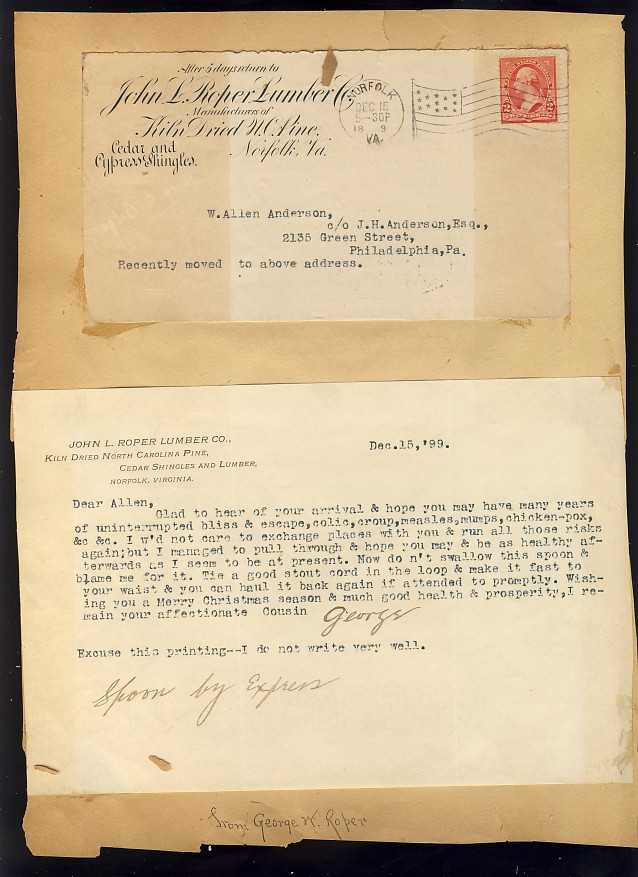 After 5 days return to
John L. Roper Lumber Co.
Manufacturers of
Kiln Dried N.C. Pine,
Cedar and
Cypress Shingles.
Norfolk, Va.
NORFOLK
DEC 15
5-30P
18 9
VA.
W.Allen Anderson,
c/o J.H.Anderson,Esq.,
2135 Green Street,
Philadelphia,Pa.
Recently moved to above address.
JOHN L. ROPER LUMBER CO.,
KILN DRIED NORTH CAROLINA PINE,
CEDAR SHINGLES AND LUMBER,
NORFOLK, VIRGINIA.
Dec.15,'99.
Dear Allen,
Glad to hear of your arrival & hope you may have many years
of uninterrupted bliss & escape,colic,croup,measles,mumps,chicken-pox,
&c &c. I w'd not care to exchange places with you & run all those risks
again;but I managed to pull through & hope you may & be as healthy af-
terwards as I seem to be at present. Now do n't swallow this spoon &
blame me for it. Tie a good stout cord in the loop & make it fast to
your waist & you can haul it back again if attended to promptly. Wish-
ing you a Merry Christmas season & much good health & prosperity,I re-
main your affectionate Cousin George
Excuse this printing--I do not write very well.
Spoon by Express
from George W. Roper